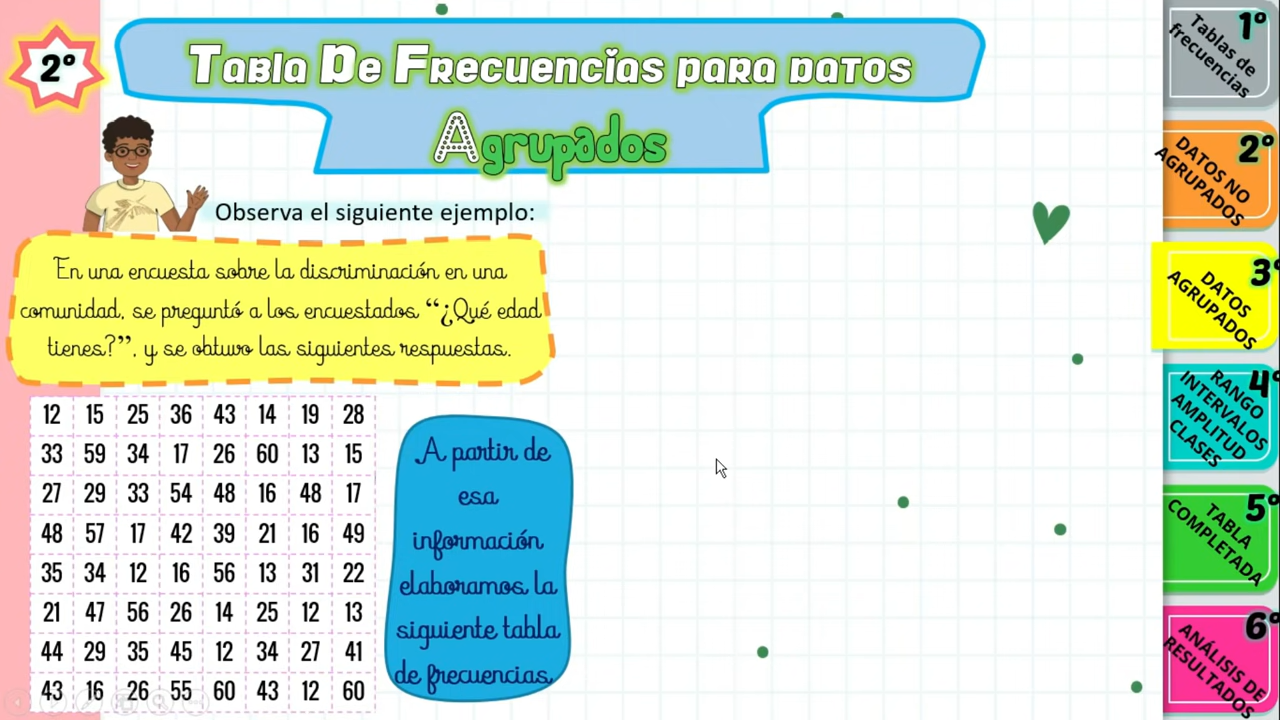 2°
Tabla De Frecuencias para datos
Agrupados
Observa el siguiente ejemplo:
En una encuesta sobre la discriminación en una
comunidad, se preguntó a los encuestados “¿Qué edad
tienes?”, y se obtuvo las siguientes respuestas.
12 15 25 36 43 14 19 28
33 59 34 17 26 60 13 15
27 29 33 54 48 16 48 17
48 57 17 42 39 21 16 49
35 34 12 16 56 13 31 22
21 47 56 26 14 25 12 13
44 29 35 45 12 34 27 41
43 16 26 55 60 43 12 60
A partir de
esa
información
elaboramos la
siguiente tabla
de frecuencias.
1°
Tablas de
frecuencias
2°
DATOS NO
AGRUPADOS
3°
DATOS
AGRUPADOS
4°
RANGO
INTERVALOS
AMPLITUD
CLASES
5°
TABLA
COMPLETADA
6°
ANÁLISIS DE
RESULTADOS